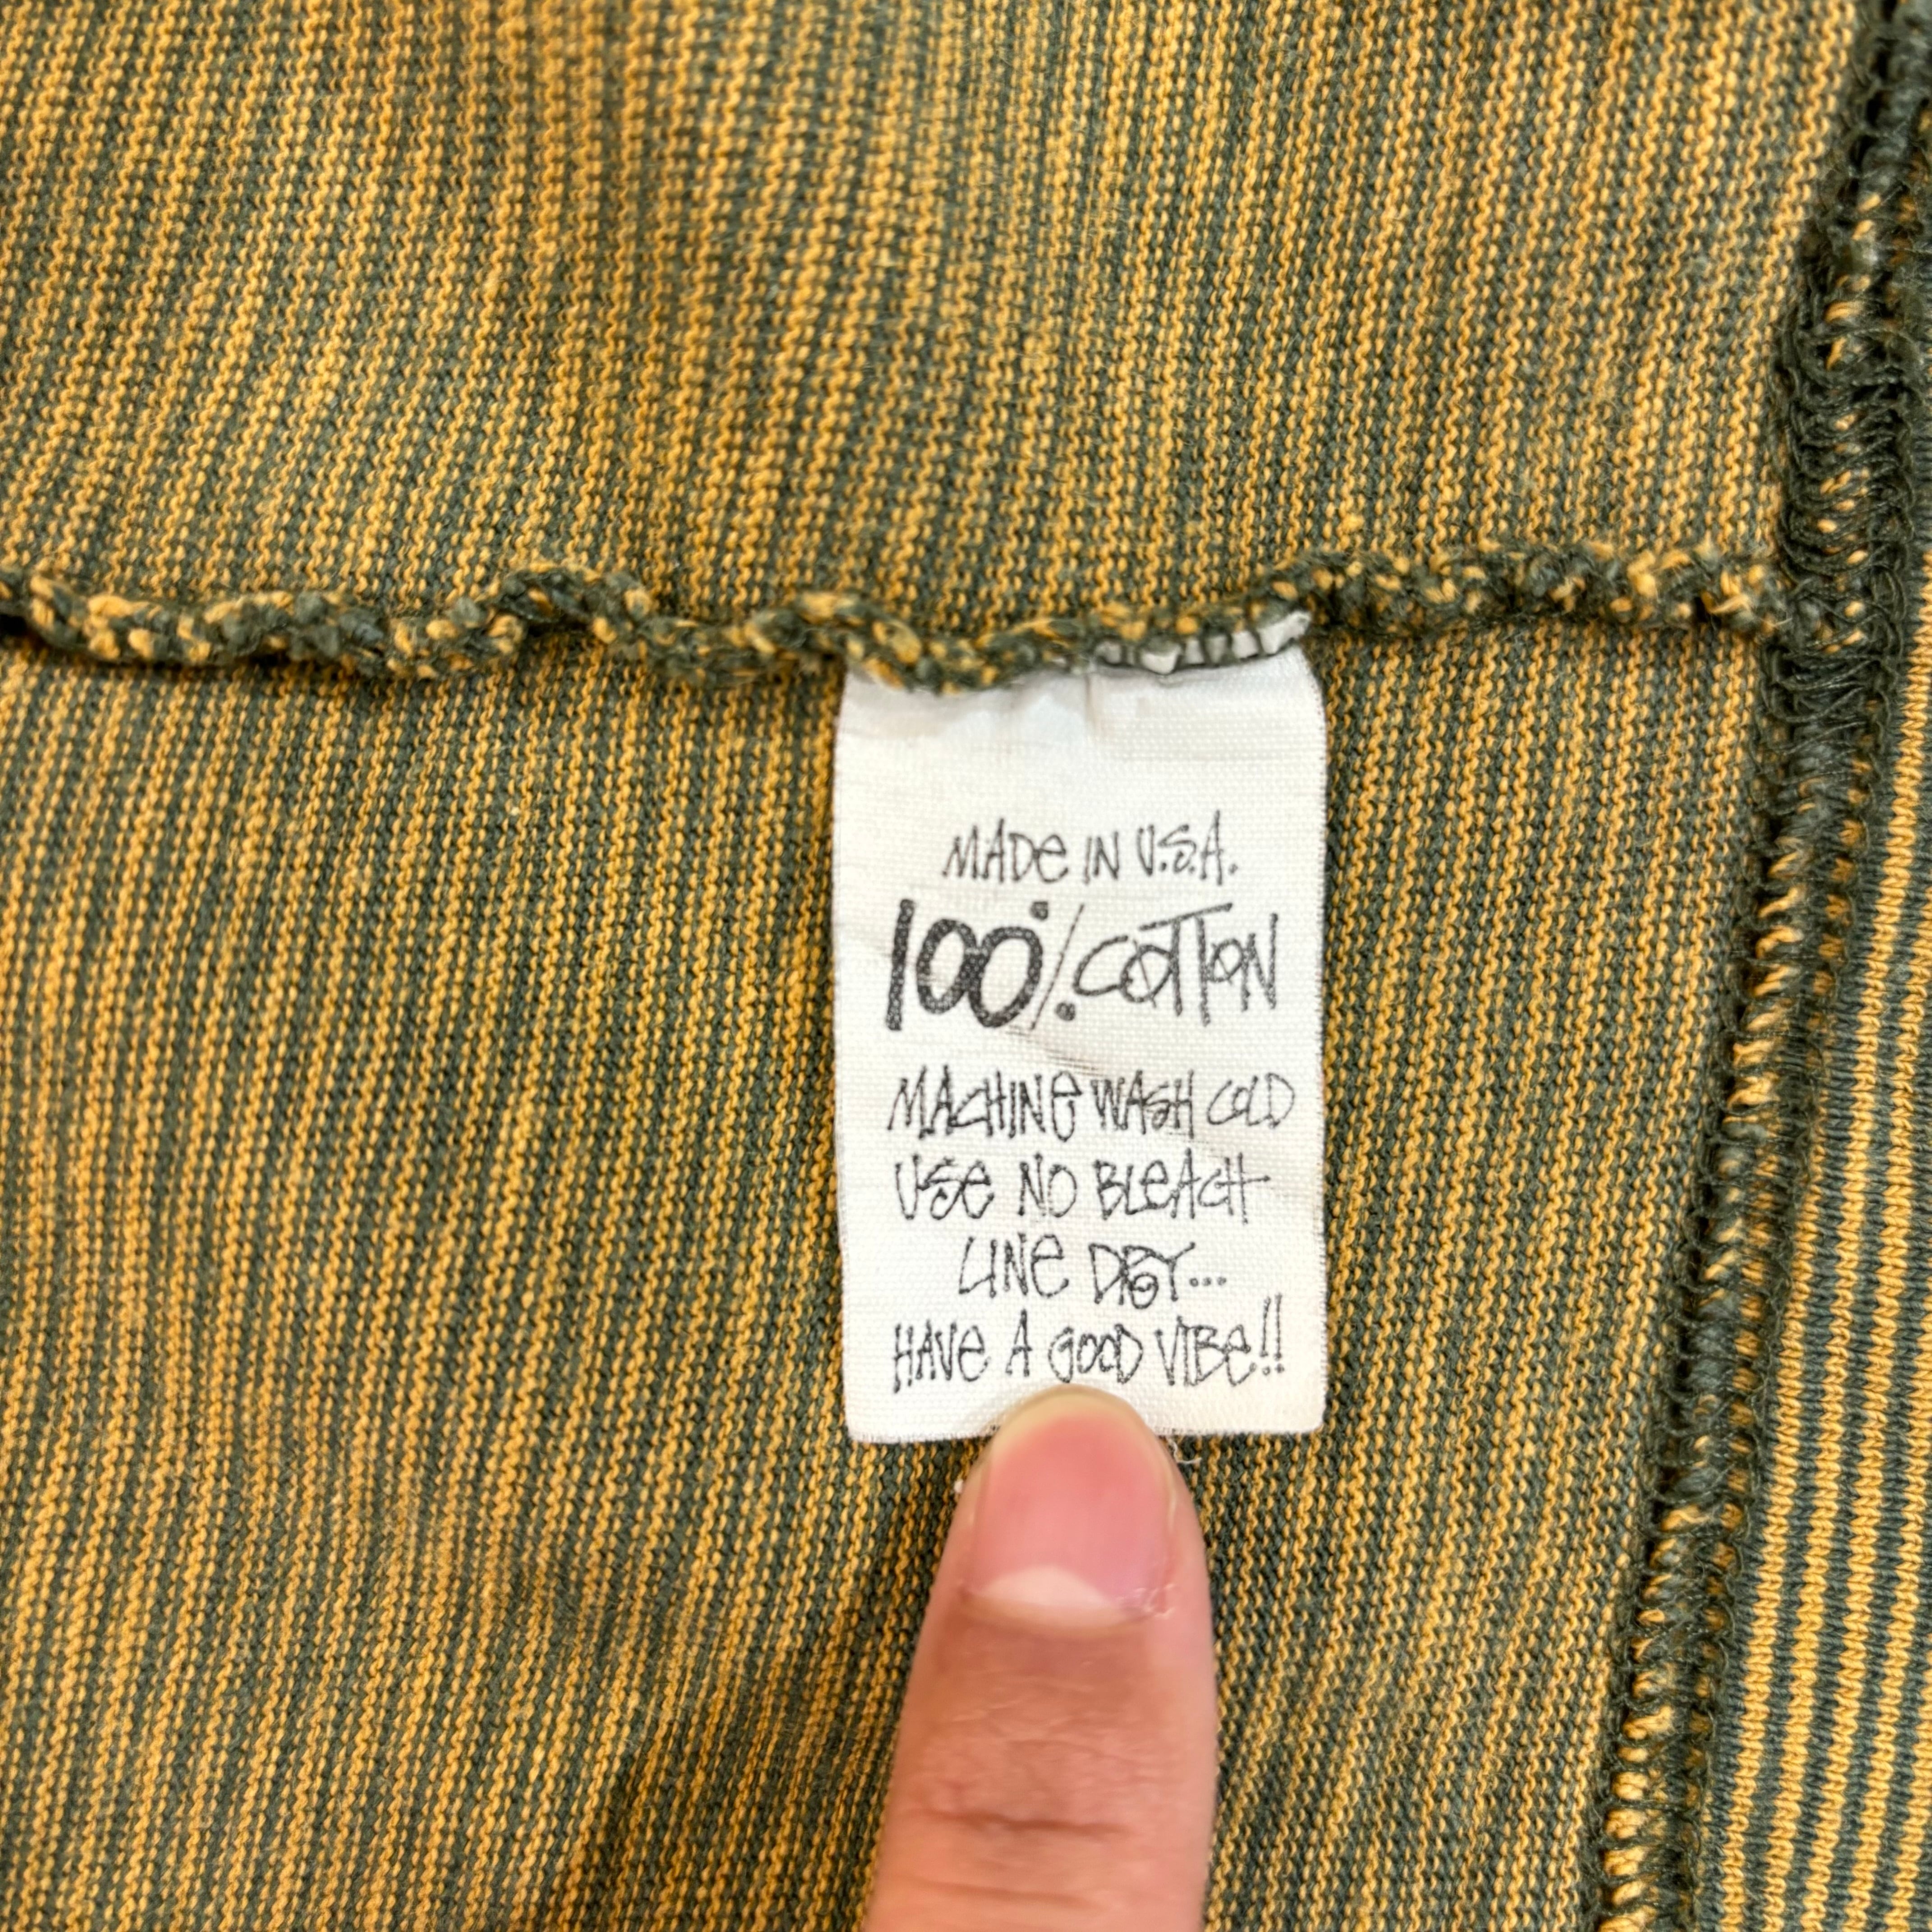 MADe IN U.S.A.
100% COTTON
MACHINe WASH COLD
USe NO BLeACH
LINe DRY...
HAVe A GOOD VIBe!!